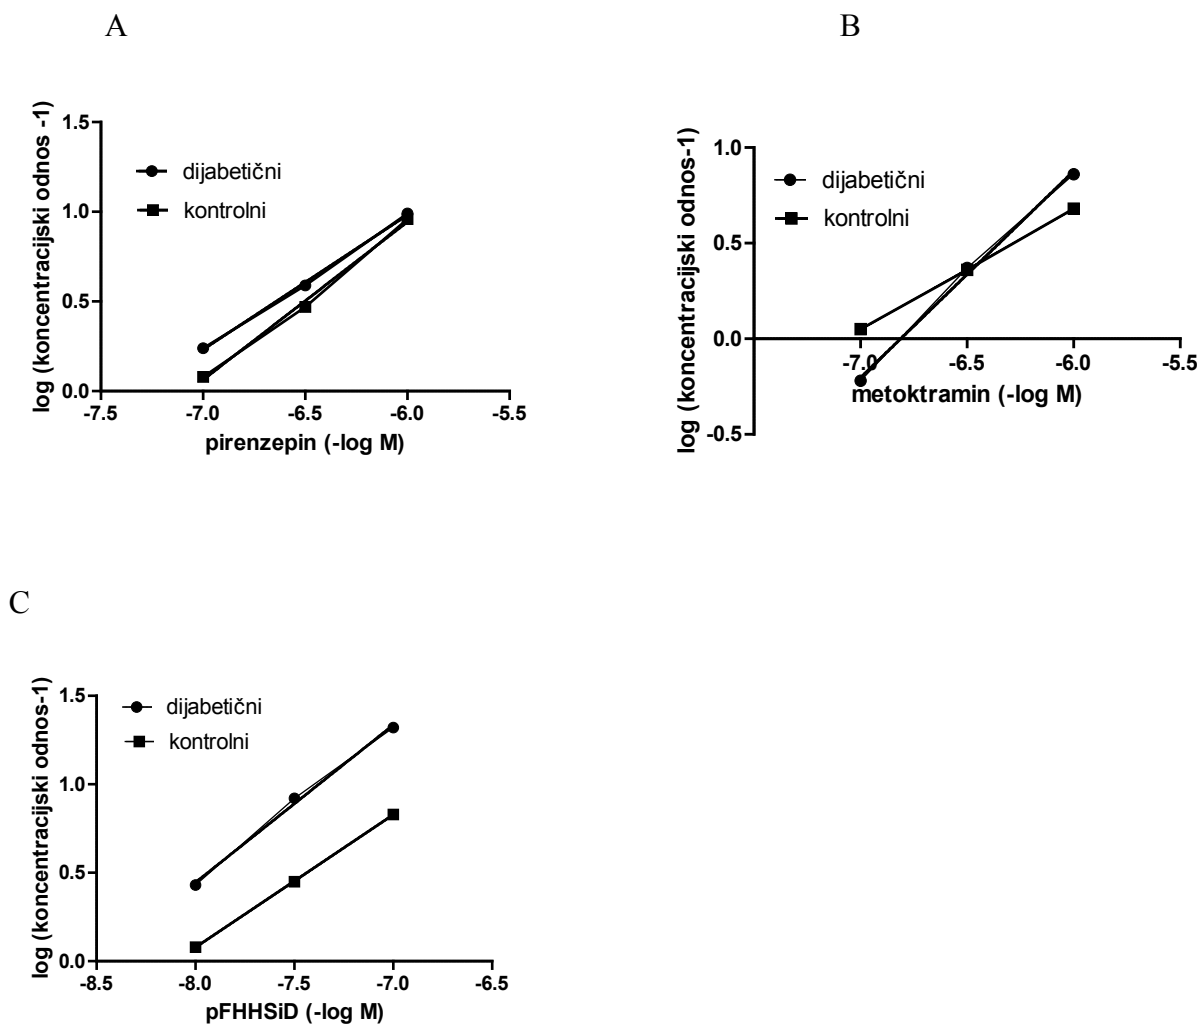 A
log (koncentracijski odnos -1)
1.5
1.0
0.5
0.0
dijabetični
kontrolni
-7.5
-7.0
-6.5
-6.0
-5.5
pirenzepin (-log M)
B
log (koncentracijski odnos-1)
1.0
0.5
0.0
-0.5
dijabetični
kontrolni
-7.0
-6.5
-6.0
-5.5
metoktramin (-log M)
C
log (koncentracijski odnos-1)
1.5
1.0
0.5
0.0
dijabetični
kontrolni
-8.5
-8.0
-7.5
-7.0
-6.5
pFHHSiD (-log M)